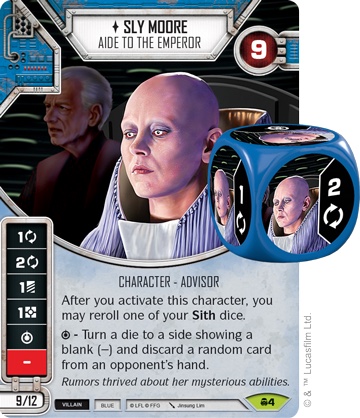 SLY MOORE
AIDE TO THE EMPEROR
9
1
2
1
2
1
1
CHARACTER - ADVISOR
After you activate this character, you
may reroll one of your Sith dice.
- Turn a die to a side showing a
blank (–) and discard a random card
from an opponent's hand.
Rumors thrived about her mysterious abilities.
9/12
VILLAIN
BLUE
© LFL © FFG
Jinsung Lim
4
© & ™ Lucasfilm Ltd.